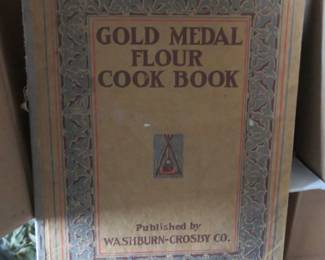 GOLD MEDAL
FLOUR
COOK BOOK
Published by
WASHBURN-CROSBY CO.